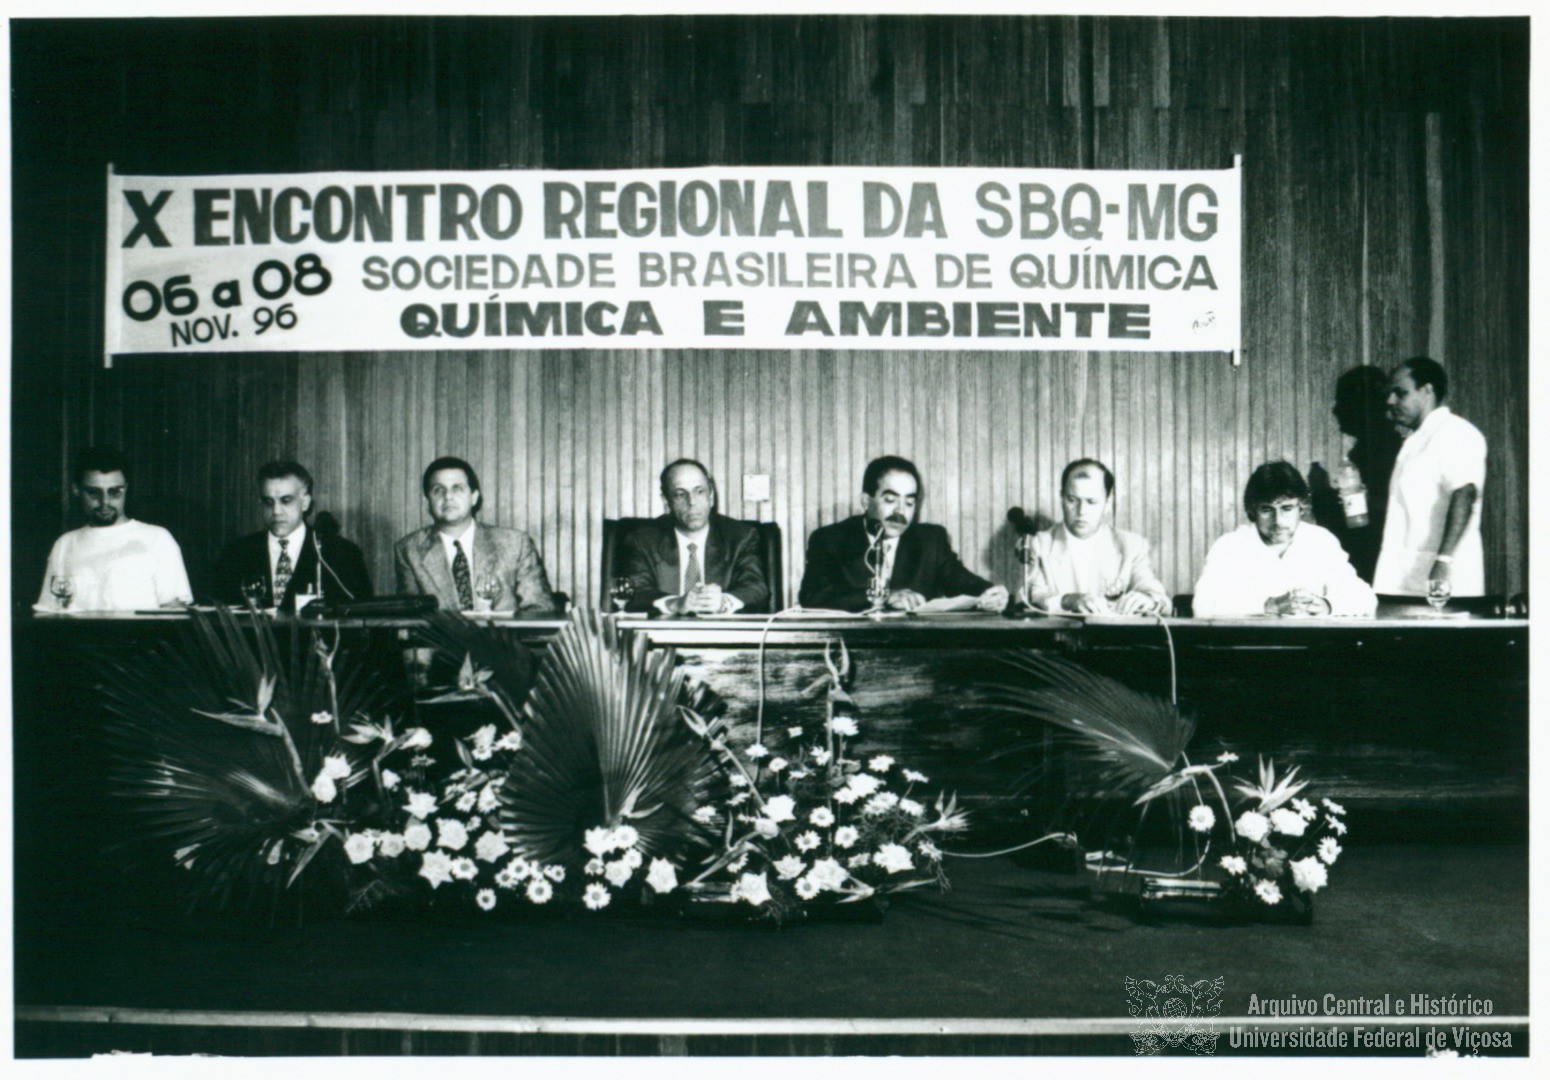 X ENCONTRO REGIONAL DA SBQ-MG
06 a 08
NOV. 96
SOCIEDADE BRASILEIRA DE QUÍMICA
QUÍMICA E AMBIENTE
Arquivo Central e Histórico
Universidade Federal de Viçosa